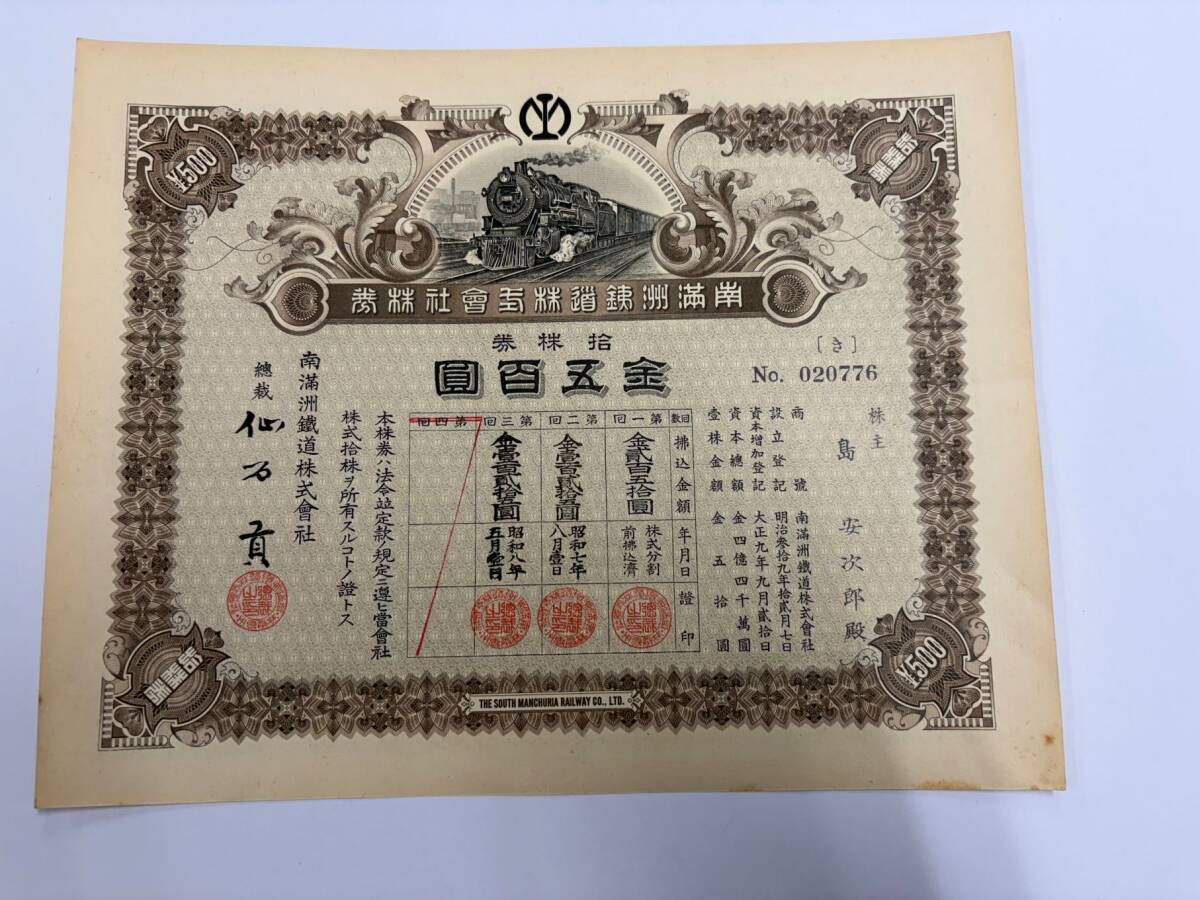 ¥500
南滿洲鉄道株式會社株券
拾株券
金五百圓
〔き〕
No. 020776
株主 島 安次郎殿
商號 南滿洲鐵道株式會社
設立登記 明治叁拾九年拾貳月七日
資本增加登記 大正九年九月貳拾日
資本總額 金四億四千萬圓
壹株金額 金五拾圓
回數 拂込金額 年月日 證印
第一回 金貳百五拾圓 株式分割前拂込濟
第二回 金壹百貳拾五圓 昭和七年八月壹日
第三回 金壹百貳拾五圓 昭和八年五月壹日
第四回
本株券ハ法令竝定款ノ規定ニ遵ヒ當會社
株式拾株ヲ所有スルコトノ證トス
南滿洲鐵道株式會社
總裁 仙石 貢
THE SOUTH MANCHURIA RAILWAY CO., LTD.
¥500